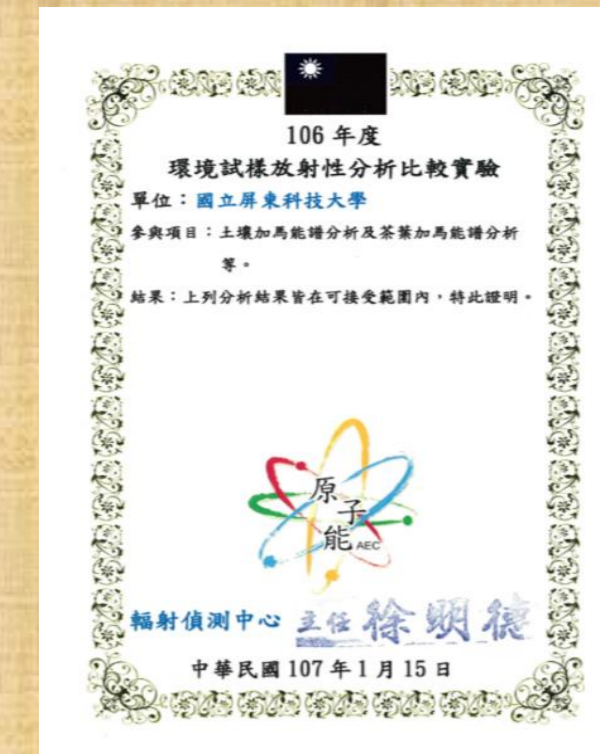 106 年度
環境試樣放射性分析比較實驗
單位：國立屏東科技大學
參與項目：土壤加馬能譜分析及茶葉加馬能譜分析
等。
結果：上列分析結果皆在可接受範圍內，特此證明。
原
子
能 AEC
輻射偵測中心 主任 徐明德
中華民國 107 年 1 月 15 日